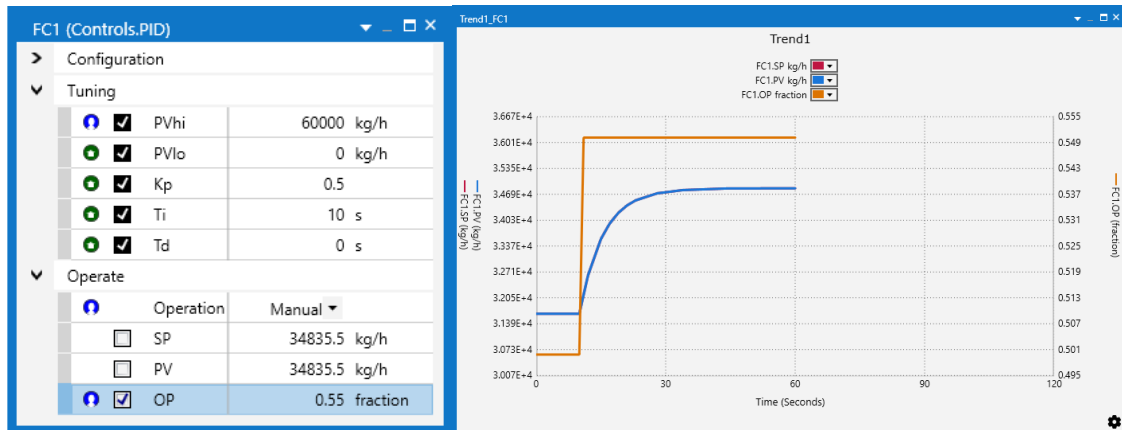 FC1 (Controls.PID)
Configuration
Tuning
PVhi 60000 kg/h
PVlo 0 kg/h
Kp 0.5
Ti 10 s
Td 0 s
Operate
Operation Manual
SP 34835.5 kg/h
PV 34835.5 kg/h
OP 0.55 fraction
Trend1_FC1
Trend1
FC1.SP kg/h
FC1.PV kg/h
FC1.OP fraction
3.667E+4
3.601E+4
3.535E+4
3.469E+4
3.403E+4
3.337E+4
3.271E+4
3.205E+4
3.139E+4
3.073E+4
3.007E+4
FC1.SP (kg/h)
FC1.PV (kg/h)
0.555
0.549
0.543
0.537
0.531
0.525
0.519
0.513
0.507
0.501
0.495
FC1.OP (fraction)
0 30 60 90 120
Time (Seconds)